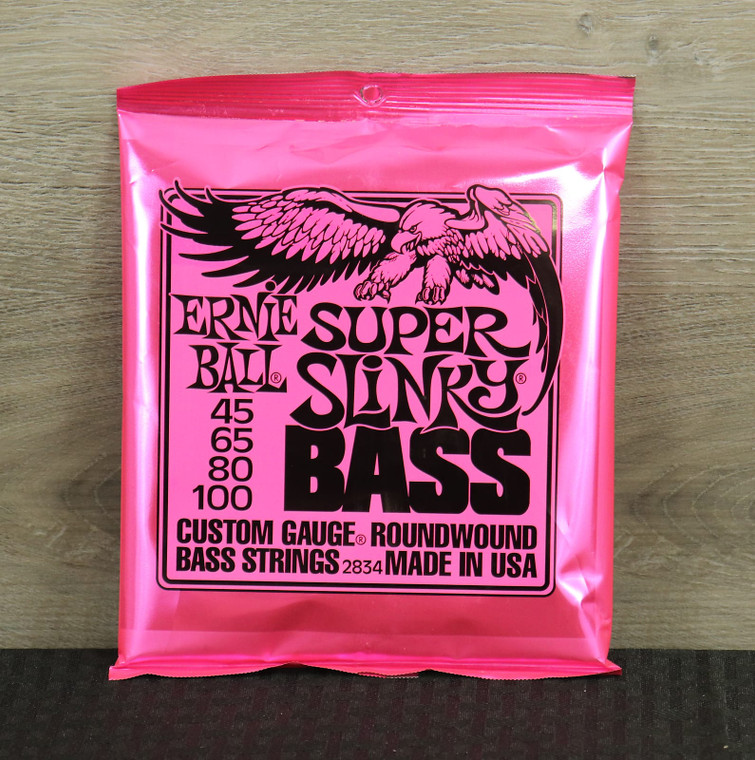 ERNiE BALL®
SUPER SLiNKY®
BASS
45
65
80
100
CUSTOM GAUGE® ROUNDWOUND
BASS STRINGS 2834 MADE IN USA